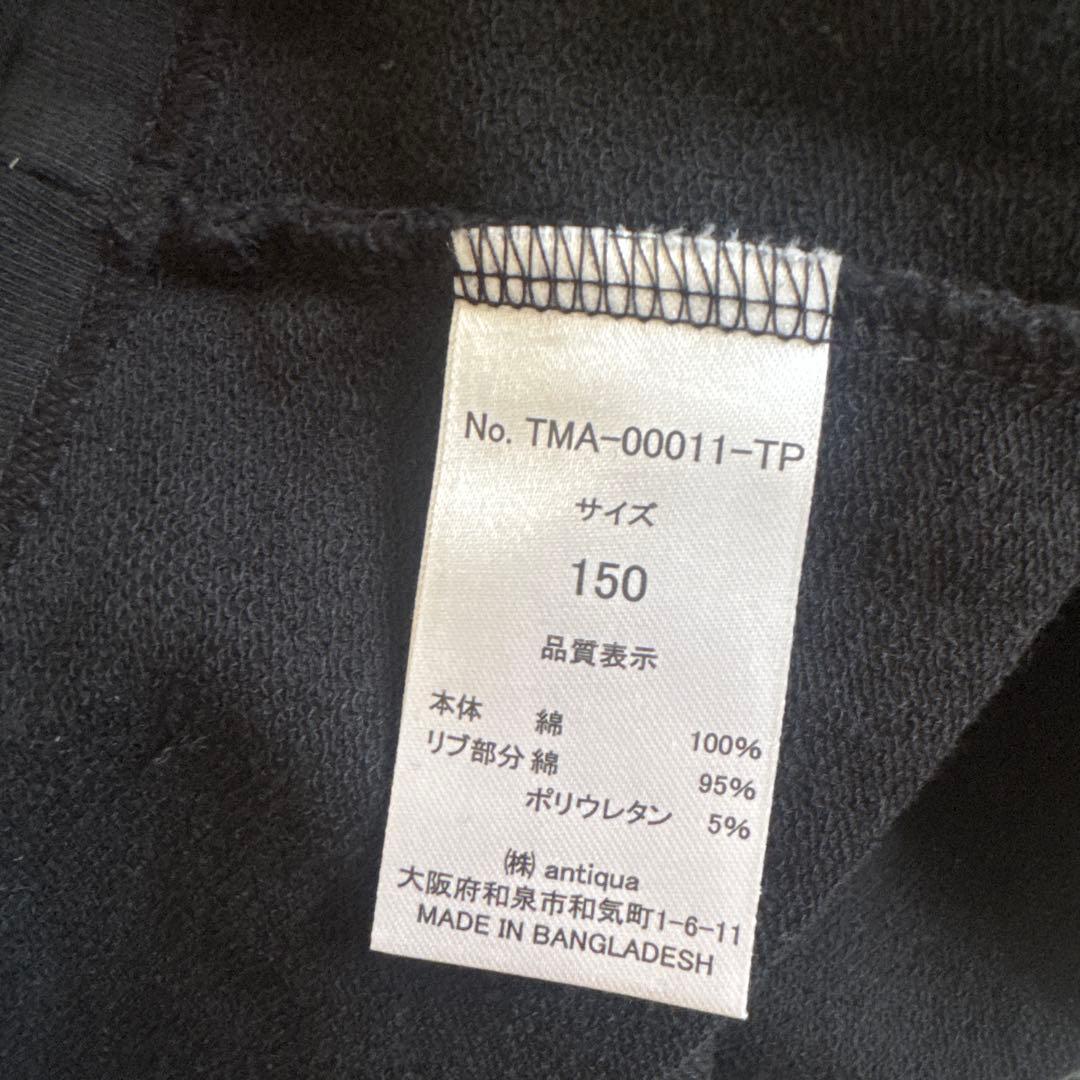 No. TMA-00011-TP
サイズ
150
品質表示
本体 綿 100%
リブ部分 綿 95%
ポリウレタン 5%
㈱ antiqua
大阪府和泉市和気町1-6-11
MADE IN BANGLADESH